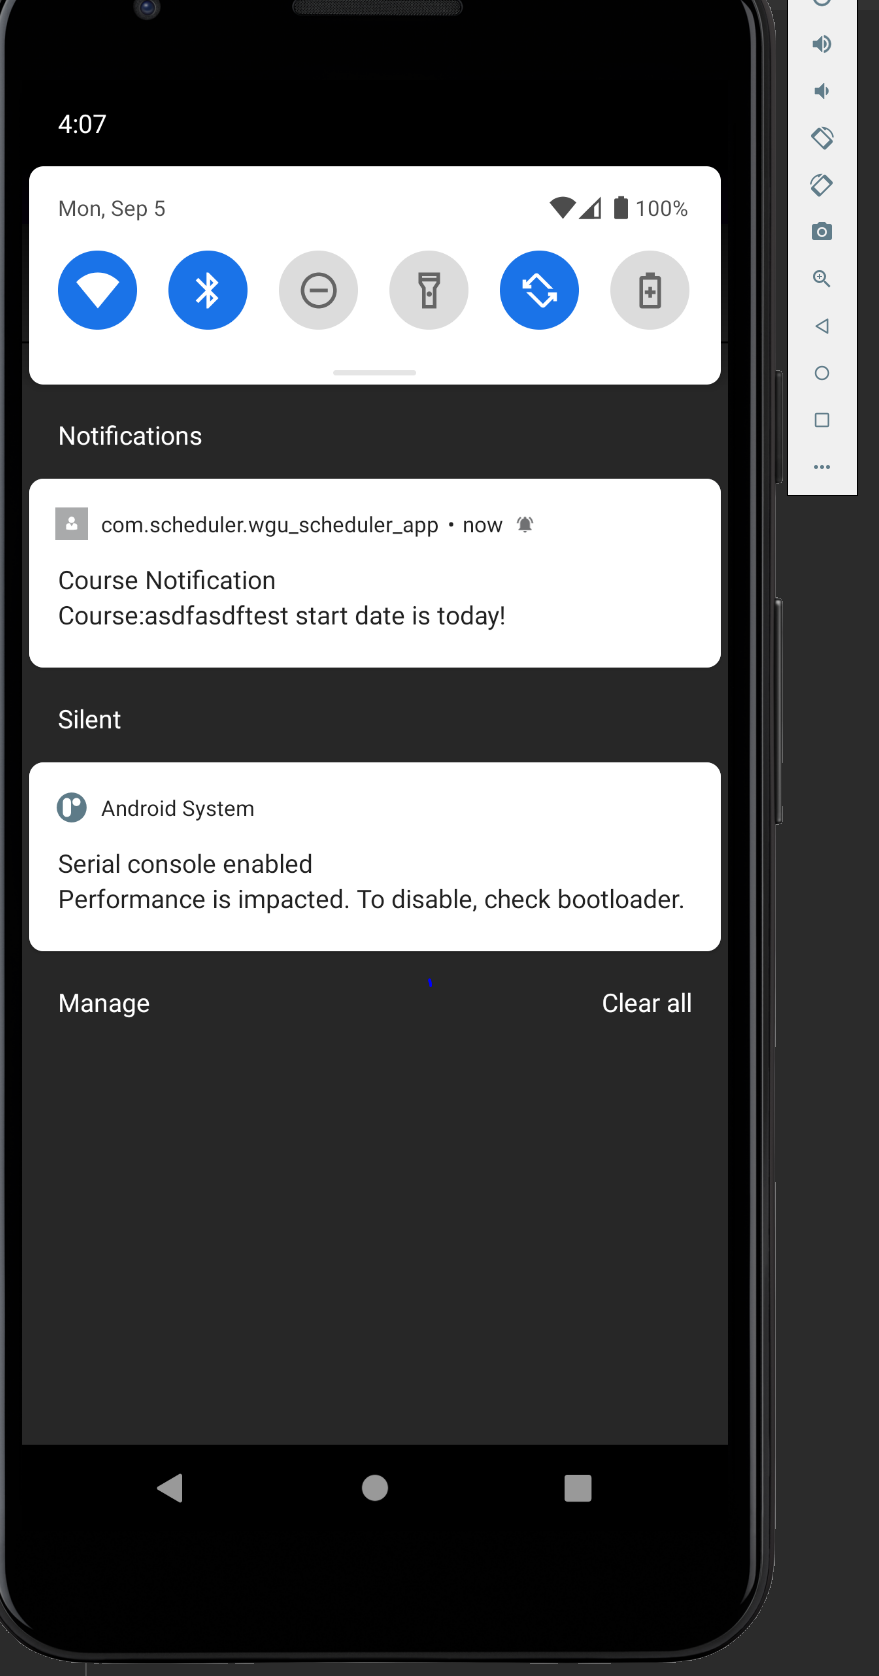 4:07
Mon, Sep 5
100%
Notifications
com.scheduler.wgu_scheduler_app • now
Course Notification
Course:asdfasdftest start date is today!
Silent
Android System
Serial console enabled
Performance is impacted. To disable, check bootloader.
Manage
Clear all